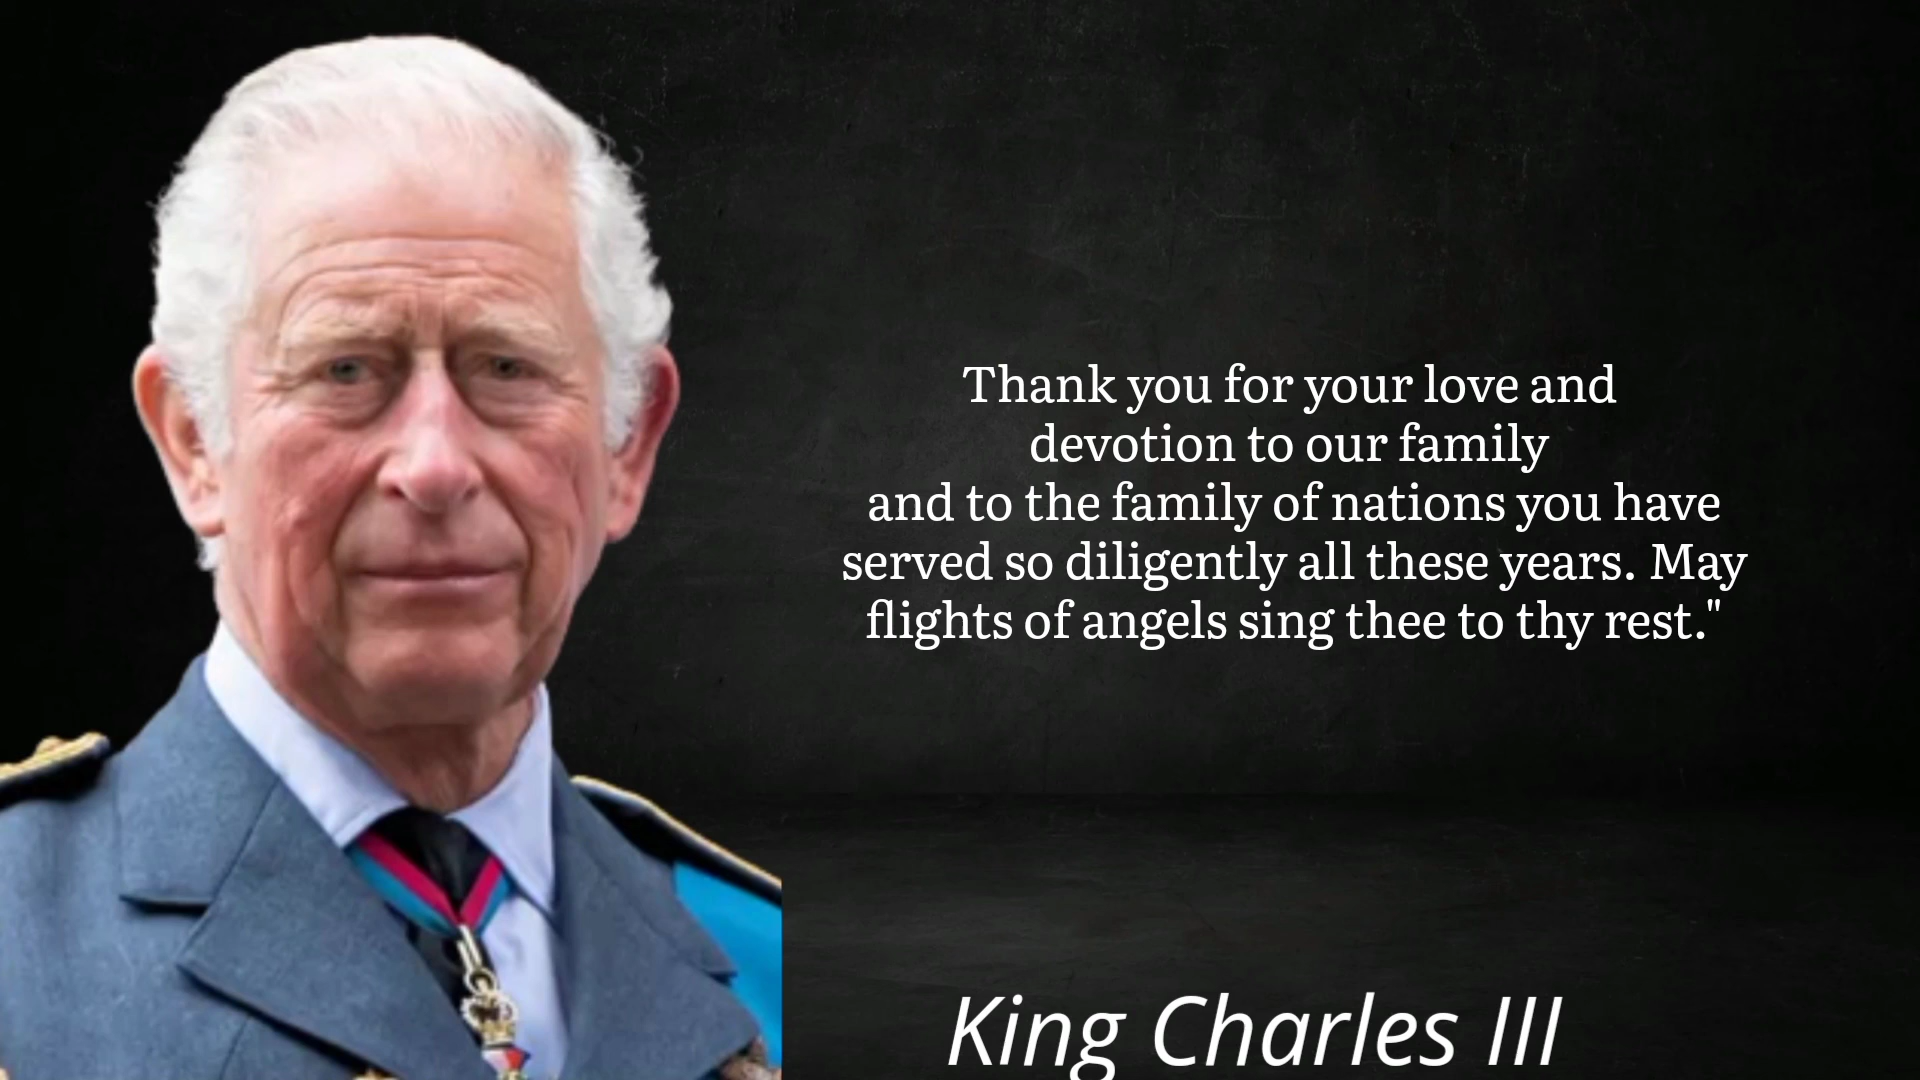 Thank you for your love and
devotion to our family
and to the family of nations you have
served so diligently all these years. May
flights of angels sing thee to thy rest."
King Charles III